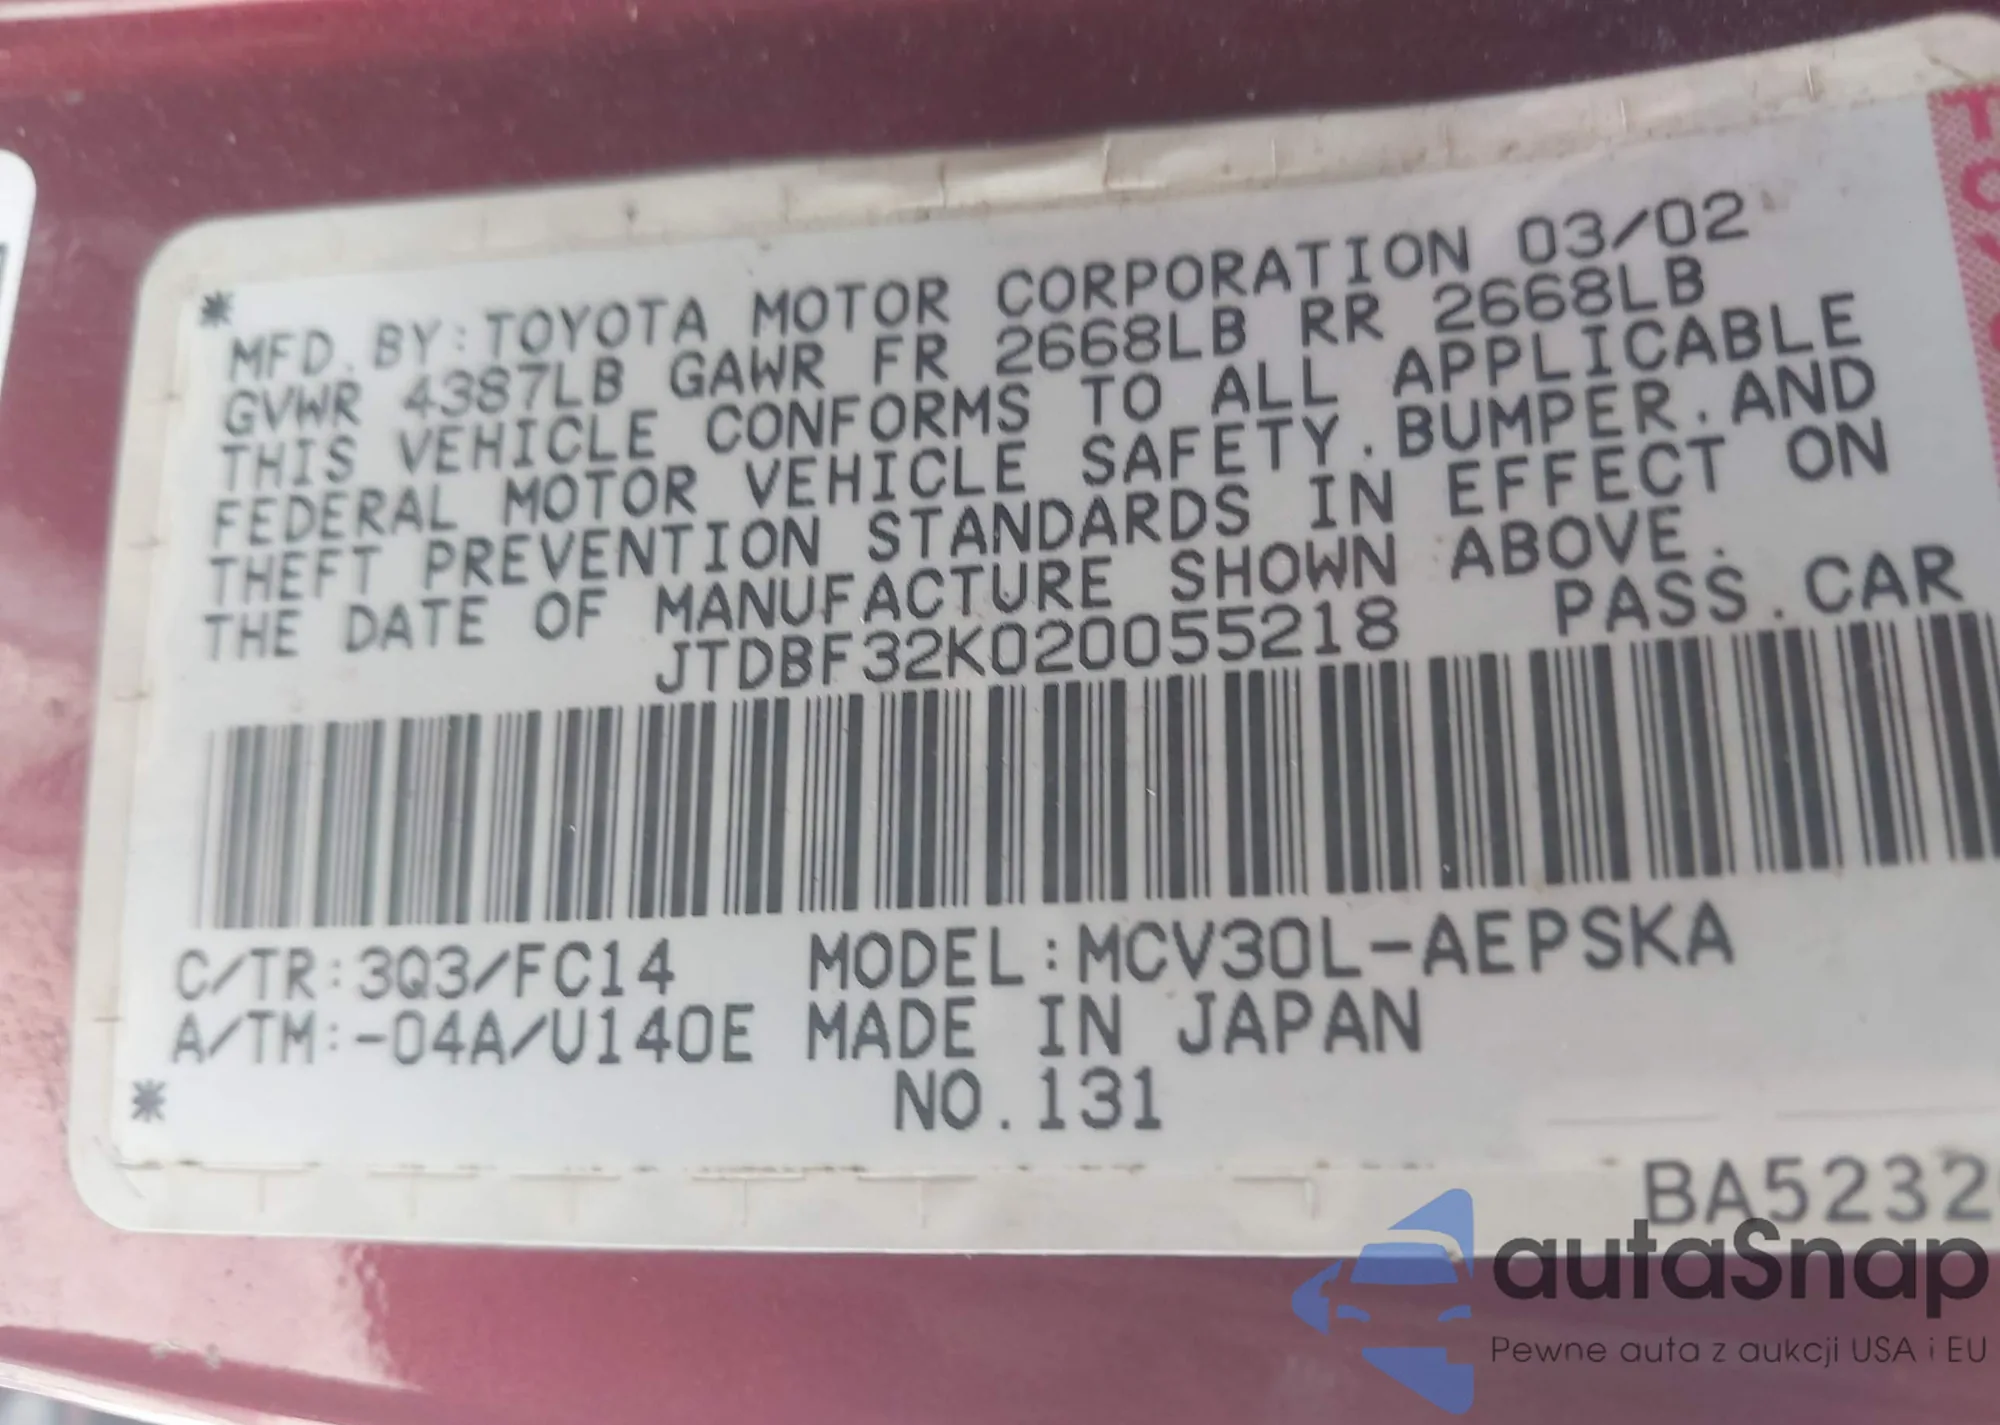 *
MFD. BY:TOYOTA MOTOR CORPORATION 03/02
GVWR 4387LB GAWR FR 2668LB RR 2668LB
THIS VEHICLE CONFORMS TO ALL APPLICABLE
FEDERAL MOTOR VEHICLE SAFETY.BUMPER.AND
THEFT PREVENTION STANDARDS IN EFFECT ON
THE DATE OF MANUFACTURE SHOWN ABOVE.
JTDBF32K020055218 PASS.CAR
C/TR:3Q3/FC14 MODEL:MCV30L-AEPSKA
A/TM:-04A/U140E MADE IN JAPAN
*
NO.131
BA5232
autaSnap
Pewne auta z aukcji USA i EU